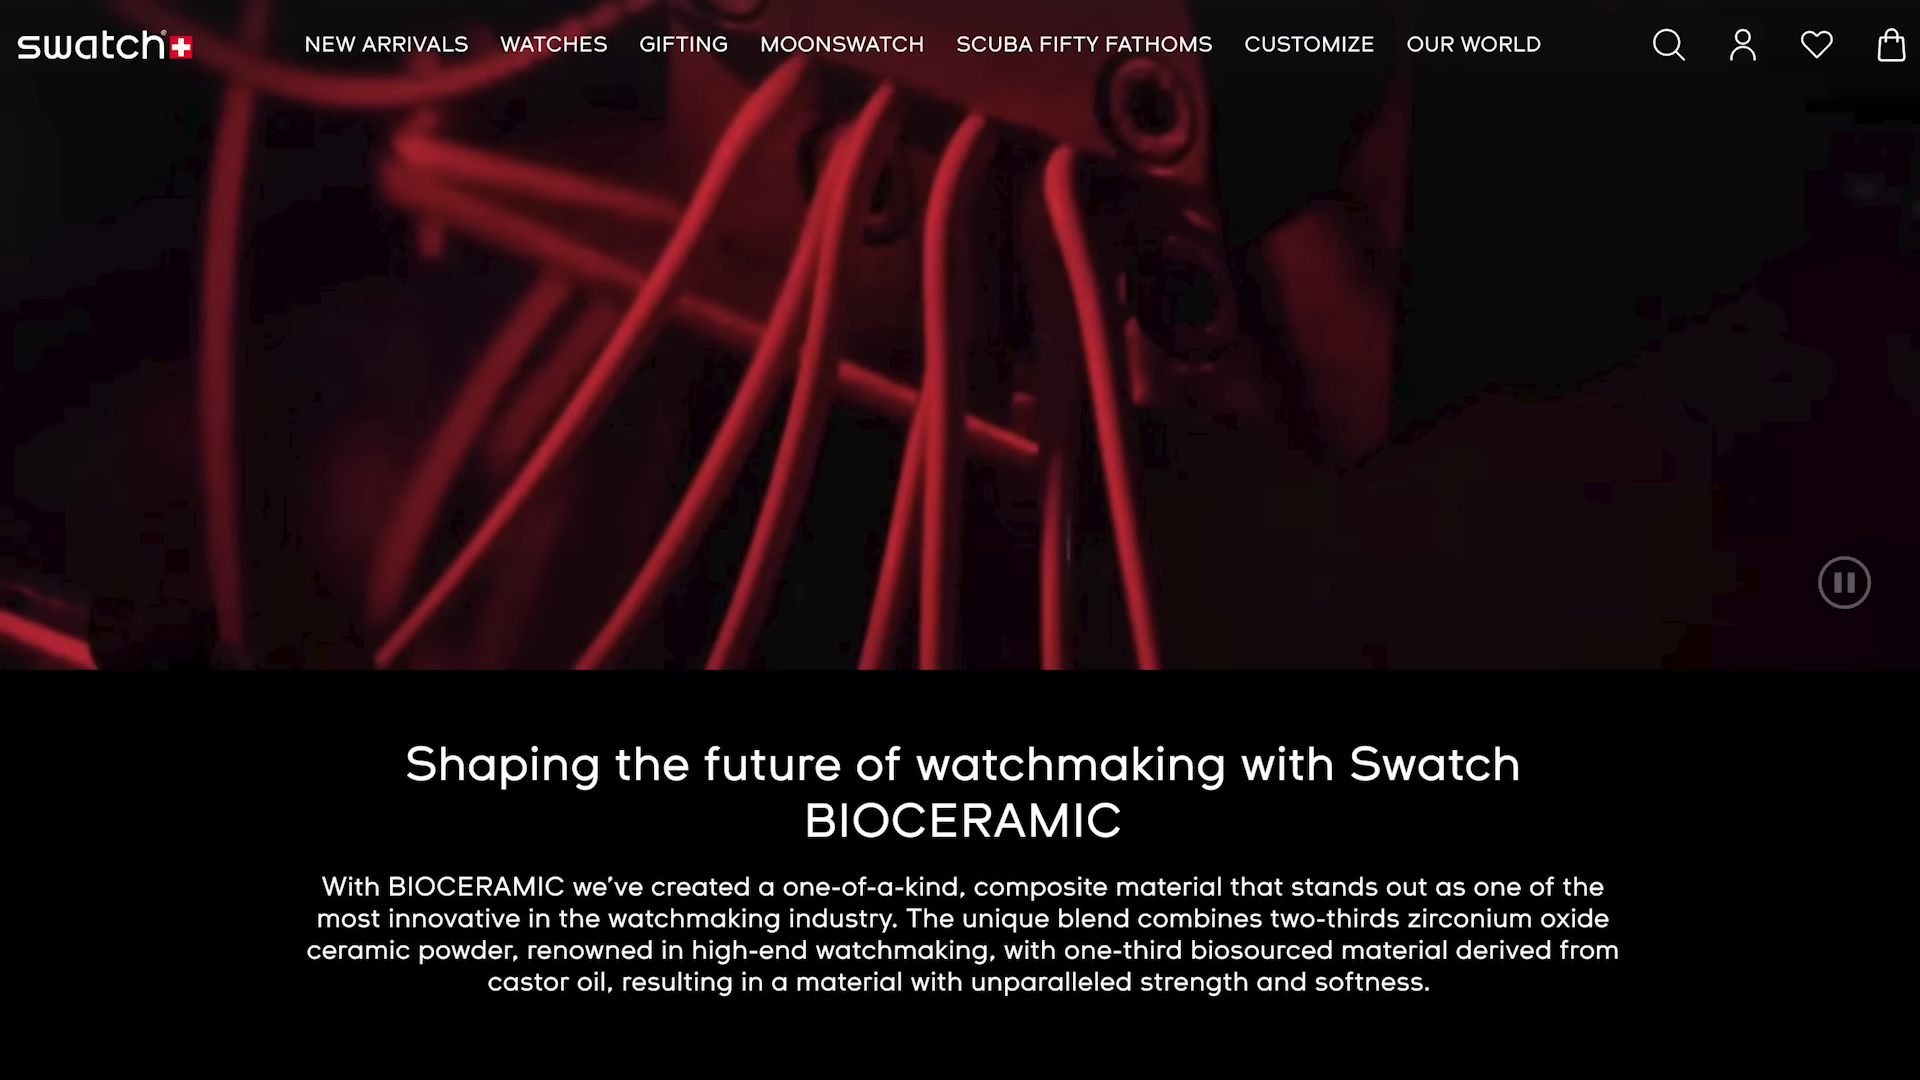 swatch
NEW ARRIVALS WATCHES GIFTING MOONSWATCH SCUBA FIFTY FATHOMS CUSTOMIZE OUR WORLD
Shaping the future of watchmaking with Swatch
BIOCERAMIC
With BIOCERAMIC we’ve created a one-of-a-kind, composite material that stands out as one of the
most innovative in the watchmaking industry. The unique blend combines two-thirds zirconium oxide
ceramic powder, renowned in high-end watchmaking, with one-third biosourced material derived from
castor oil, resulting in a material with unparalleled strength and softness.